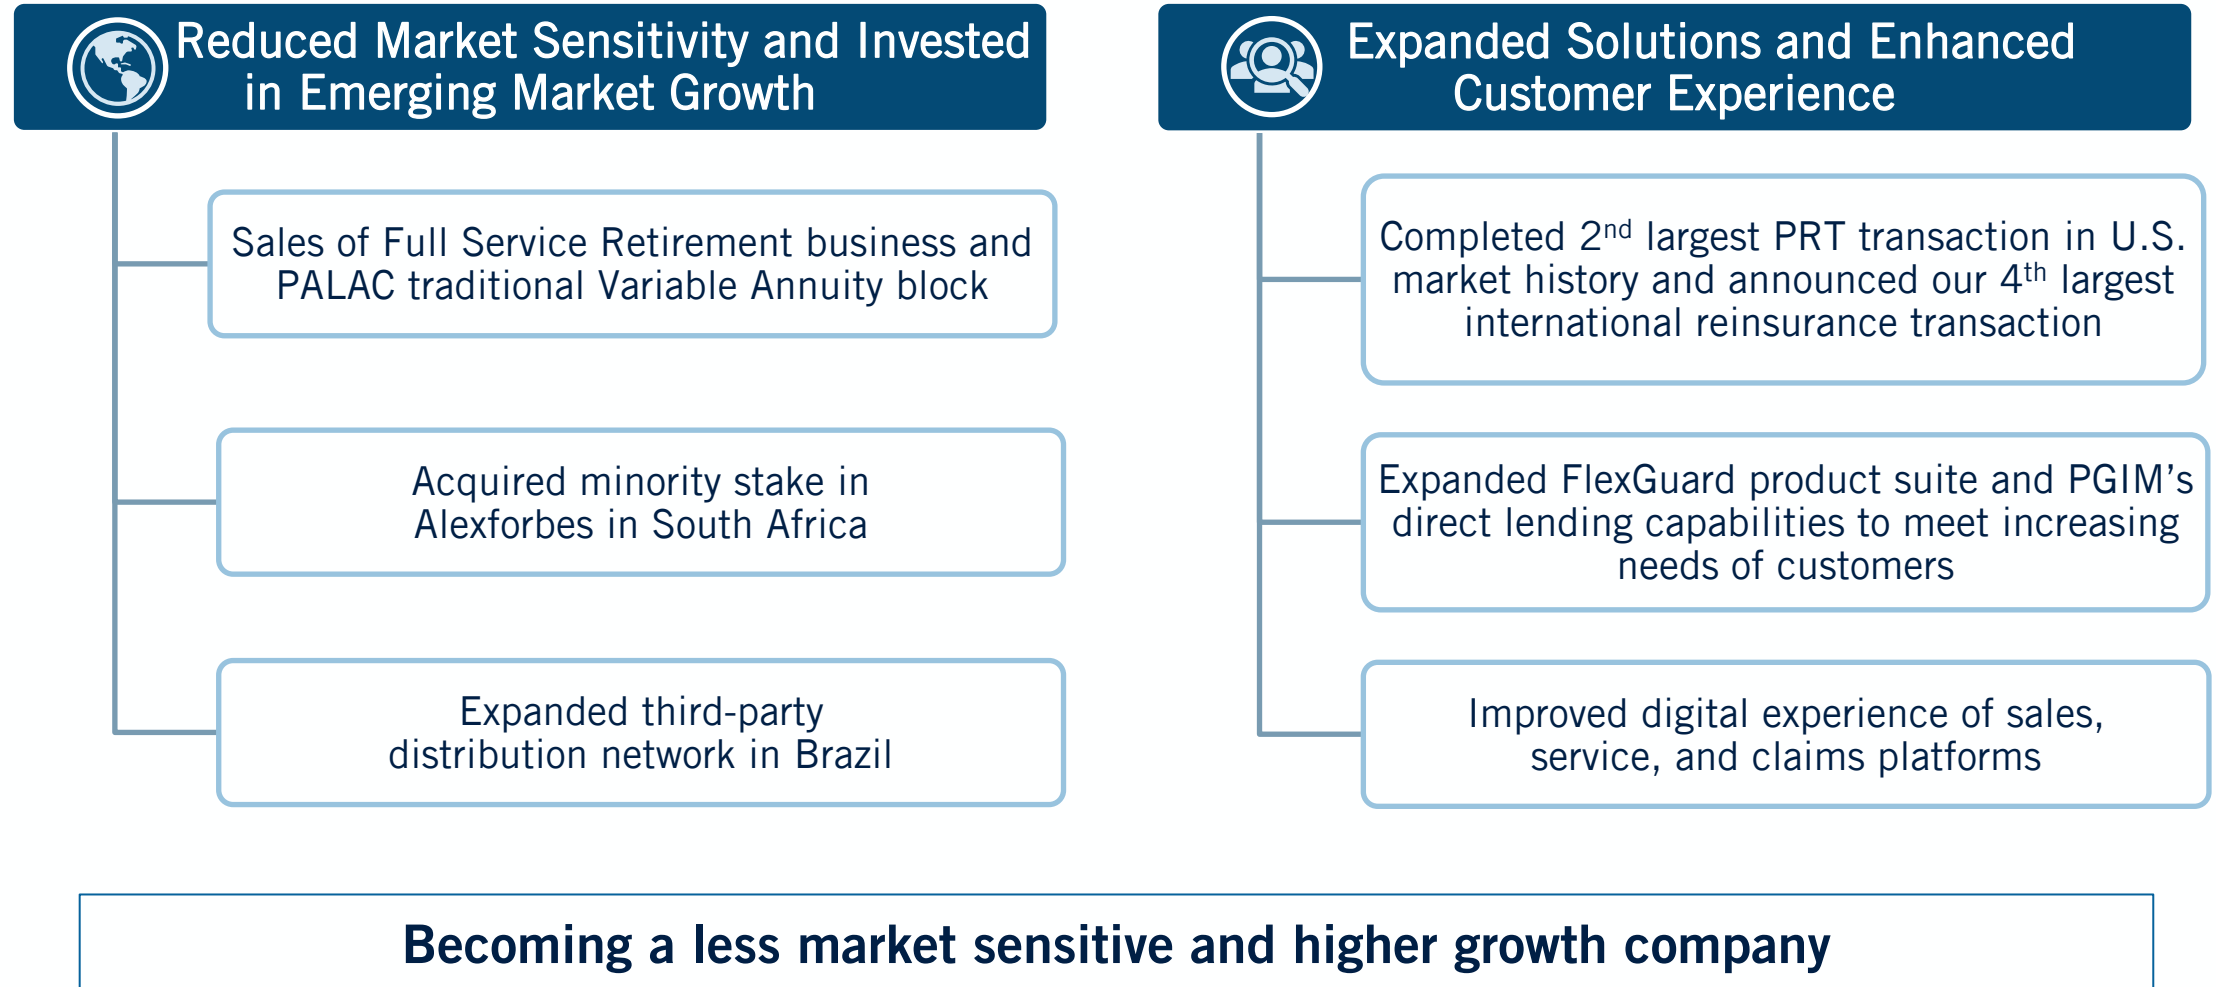 Reduced Market Sensitivity and Invested
in Emerging Market Growth
Sales of Full Service Retirement business and
PALAC traditional Variable Annuity block
Acquired minority stake in
Alexforbes in South Africa
Expanded third-party
distribution network in Brazil
Expanded Solutions and Enhanced
Customer Experience
Completed 2nd largest PRT transaction in U.S.
market history and announced our 4th largest
international reinsurance transaction
Expanded FlexGuard product suite and PGIM’s
direct lending capabilities to meet increasing
needs of customers
Improved digital experience of sales,
service, and claims platforms
Becoming a less market sensitive and higher growth company